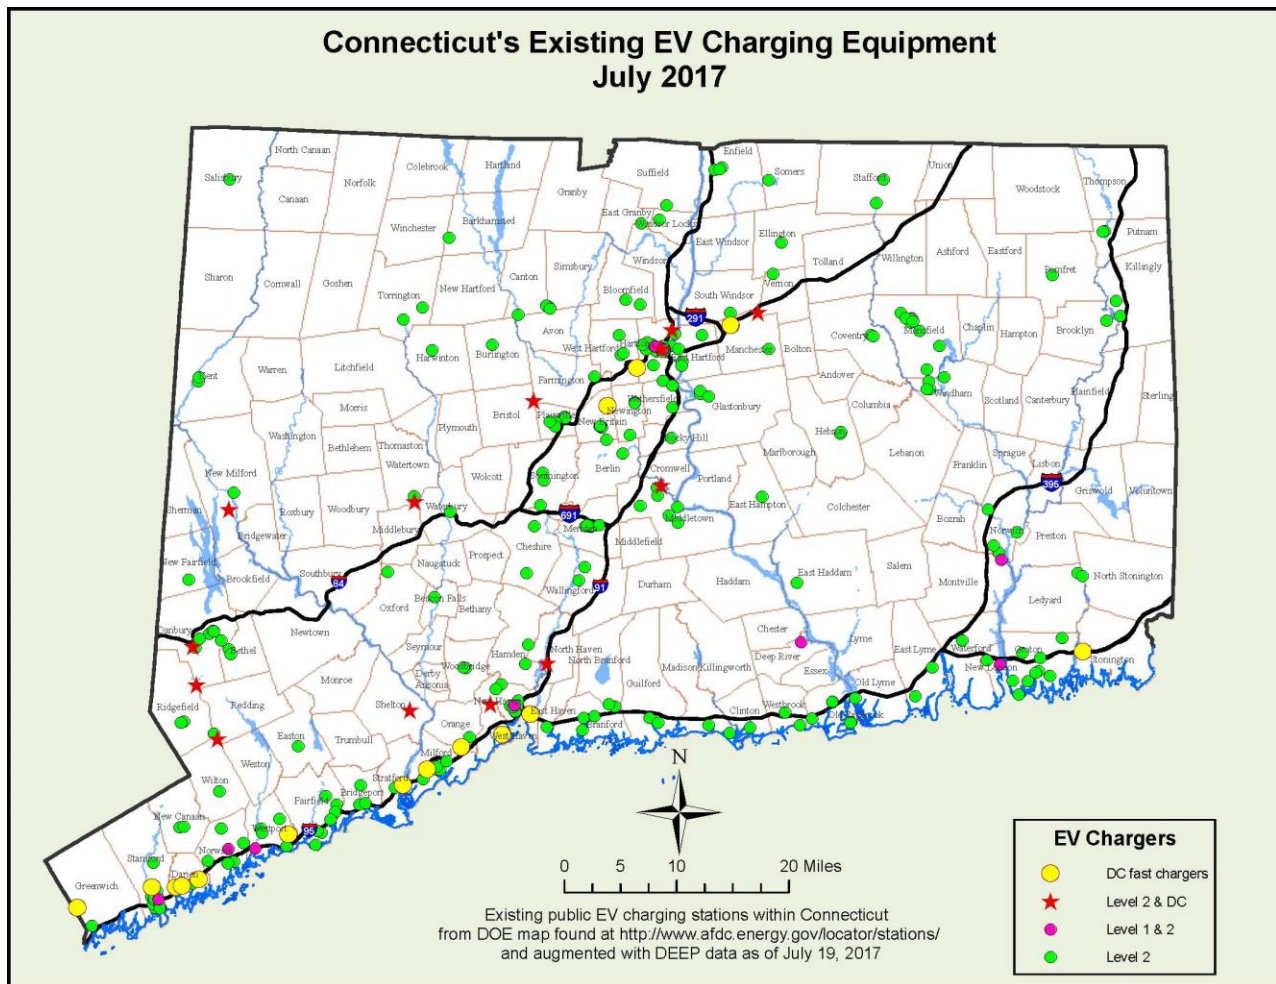 Connecticut's Existing EV Charging Equipment
July 2017
North Canaan
Colebrook
Hartland
Enfield
Union
Salisbury
Norfolk
Granby
Suffield
Somers
Stafford
Woodstock
Thompson
Canaan
Winchester
Barkhamsted
East Granby
Windsor Locks
East Windsor
Ellington
Putnam
Sharon
Cornwall
Goshen
Torrington
New Hartford
Canton
Simsbury
Windsor
Tolland
Willington
Ashford
Eastford
Pomfret
Killingly
Bloomfield
South Windsor
Vernon
291
Avon
Coventry
Mansfield
Chaplin
Hampton
Brooklyn
Harwinton
Burlington
West Hartford
Manchester
Bolton
Kent
Warren
Litchfield
Farmington
Andover
Bristol
Plainville
Newington
Wethersfield
Glastonbury
Columbia
Windham
Scotland
Canterbury
Plainfield
Sterling
Morris
Washington
Bethlehem
Thomaston
Plymouth
New Britain
Rocky Hill
Hebron
Watertown
Wolcott
Southington
Berlin
Cromwell
Portland
Marlborough
Lebanon
Franklin
Sprague
Lisbon
395
New Milford
Sherman
Roxbury
Woodbury
Waterbury
East Hampton
Colchester
Griswold
Voluntown
Bridgewater
Middlebury
691
Meriden
Middletown
Bozrah
Norwich
Preston
New Fairfield
Brookfield
Southbury
84
Naugatuck
Prospect
Cheshire
Middlefield
Wallingford
91
Durham
Haddam
East Haddam
Salem
Montville
North Stonington
Oxford
Beacon Falls
Bethany
Ledyard
Danbury
Bethel
Newtown
Seymour
Hamden
North Haven
Chester
Lyme
Woodbridge
North Branford
Madison
Killingworth
Deep River
East Lyme
Waterford
Groton
Stonington
Monroe
Derby
Ansonia
Guilford
Essex
Old Lyme
New London
Ridgefield
Redding
Shelton
New Haven
East Haven
Clinton
Westbrook
Old Saybrook
Easton
Trumbull
Orange
West Haven
Branford
Weston
Milford
Wilton
Stratford
N
New Canaan
Fairfield
Bridgeport
Westport
95
Stamford
Norwalk
Darien
Greenwich
0 5 10 20 Miles
Existing public EV charging stations within Connecticut
from DOE map found at http://www.afdc.energy.gov/locator/stations/
and augmented with DEEP data as of July 19, 2017
EV Chargers
DC fast chargers
Level 2 & DC
Level 1 & 2
Level 2